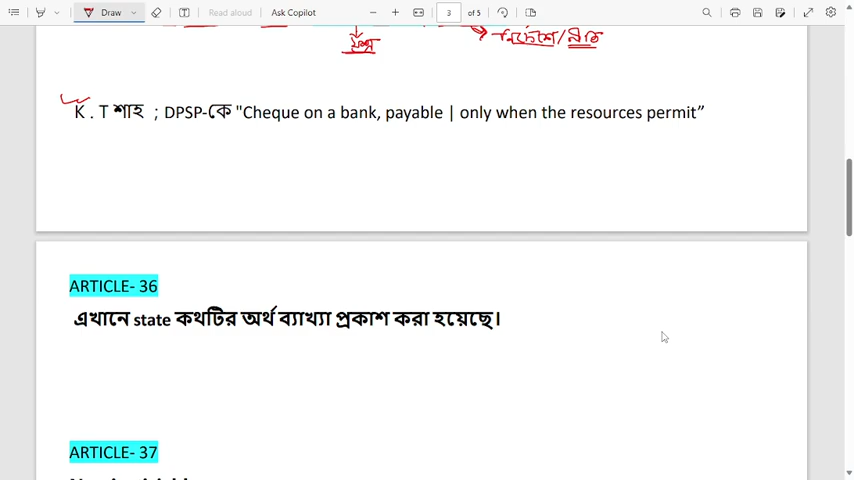 Draw
Read aloud
Ask Copilot
3
of 5
নির্দেশ/নীতি
K . T শাহ ; DPSP-কে "Cheque on a bank, payable | only when the resources permit”
ARTICLE- 36
এখানে state কথটির অর্থ ব্যাখ্যা প্রকাশ করা হয়েছে।
ARTICLE- 37